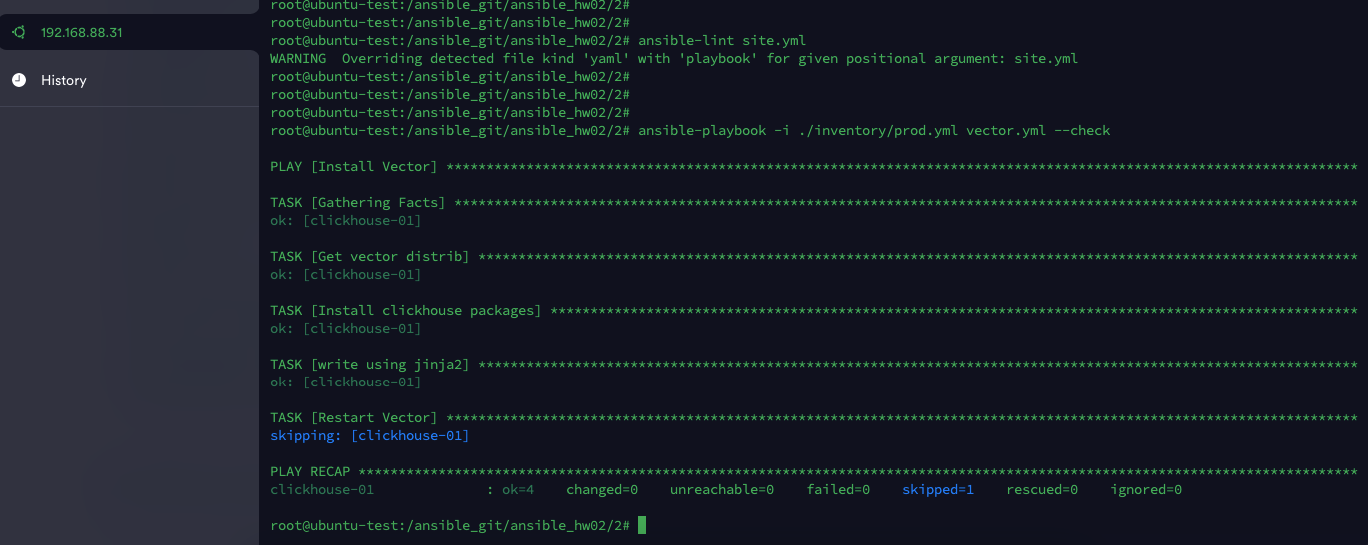 192.168.88.31
History
root@ubuntu-test:/ansible_git/ansible_hw02/2#
root@ubuntu-test:/ansible_git/ansible_hw02/2#
root@ubuntu-test:/ansible_git/ansible_hw02/2# ansible-lint site.yml
WARNING  Overriding detected file kind 'yaml' with 'playbook' for given positional argument: site.yml
root@ubuntu-test:/ansible_git/ansible_hw02/2#
root@ubuntu-test:/ansible_git/ansible_hw02/2#
root@ubuntu-test:/ansible_git/ansible_hw02/2#
root@ubuntu-test:/ansible_git/ansible_hw02/2# ansible-playbook -i ./inventory/prod.yml vector.yml --check
PLAY [Install Vector] ******************************************************************************************************************
TASK [Gathering Facts] *****************************************************************************************************************
ok: [clickhouse-01]
TASK [Get vector distrib] **************************************************************************************************************
ok: [clickhouse-01]
TASK [Install clickhouse packages] *****************************************************************************************************
ok: [clickhouse-01]
TASK [write using jinja2] **************************************************************************************************************
ok: [clickhouse-01]
TASK [Restart Vector] ******************************************************************************************************************
skipping: [clickhouse-01]
PLAY RECAP *****************************************************************************************************************************
clickhouse-01              : ok=4    changed=0    unreachable=0    failed=0    skipped=1    rescued=0    ignored=0
root@ubuntu-test:/ansible_git/ansible_hw02/2#